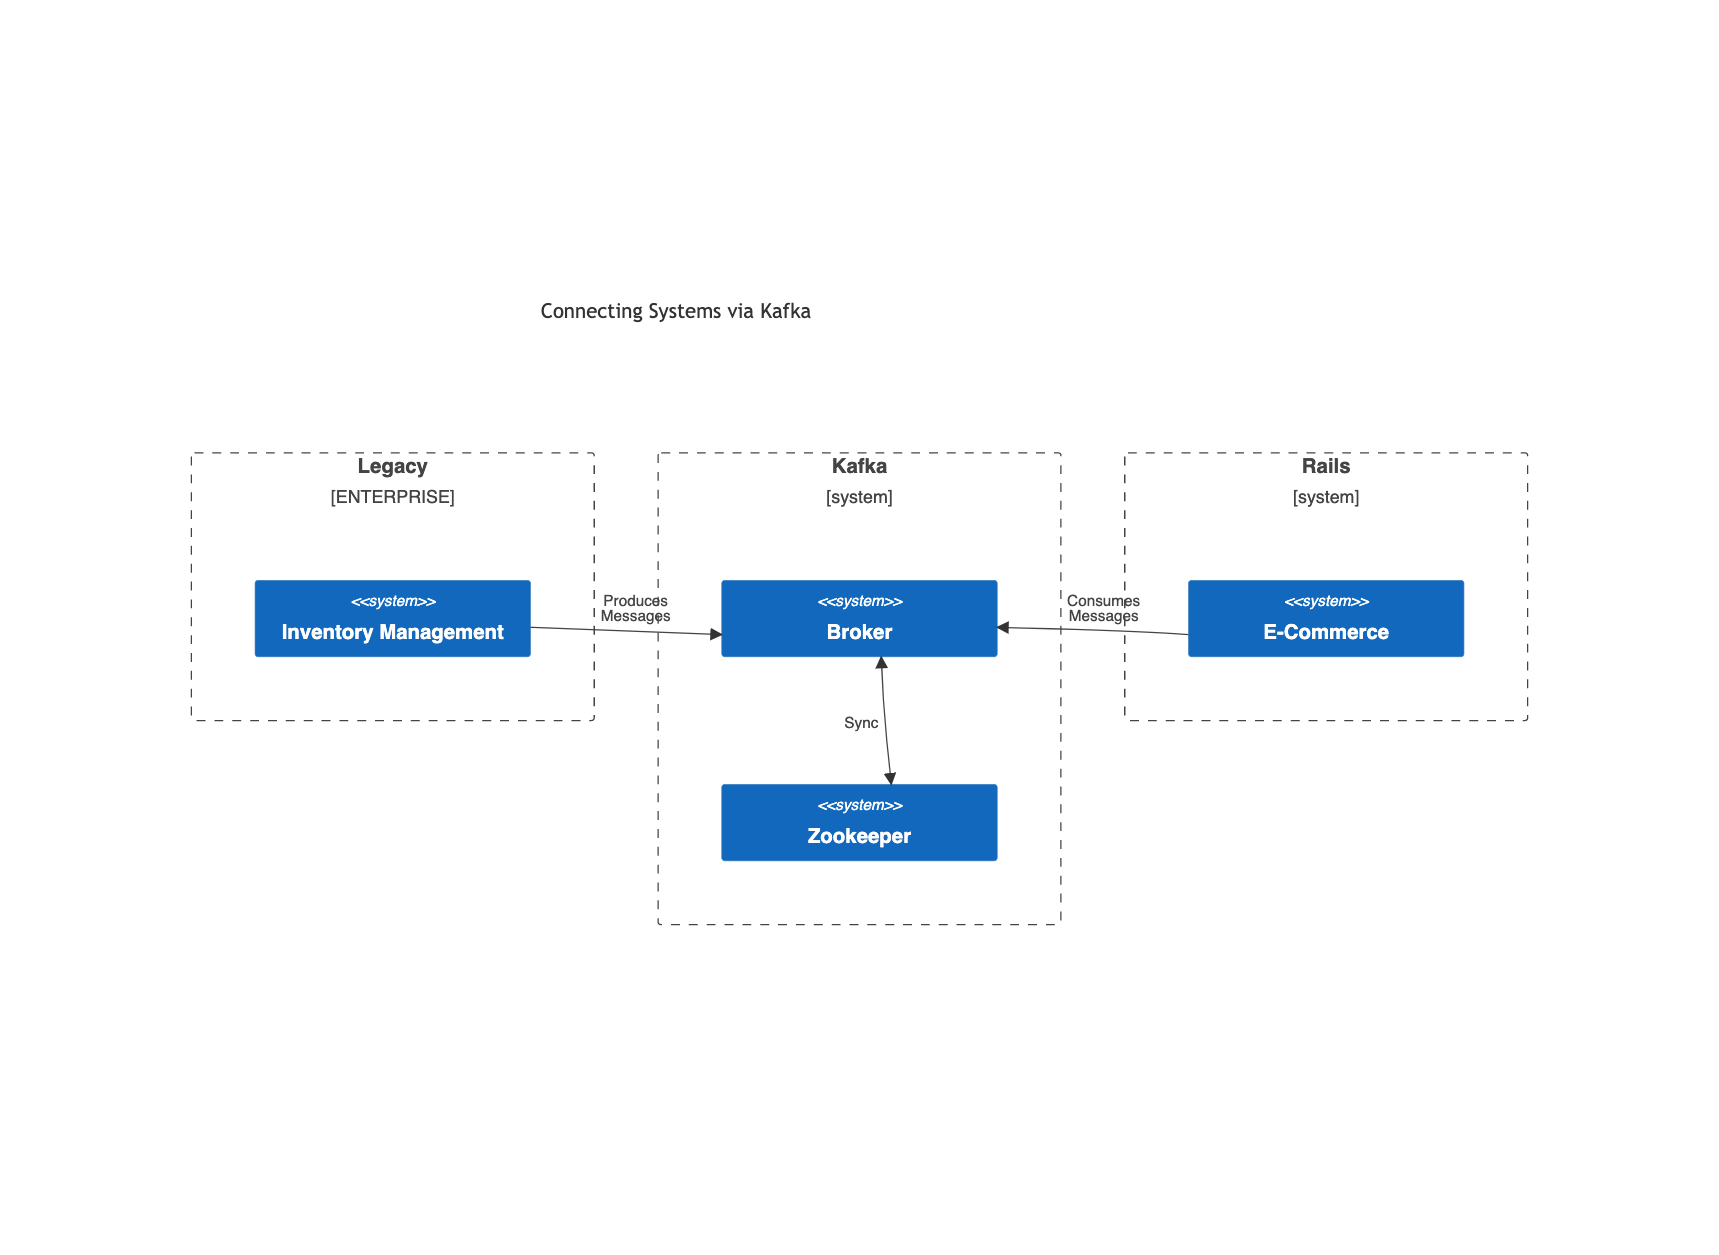 Connecting Systems via Kafka
Legacy
[ENTERPRISE]
<<system>>
Inventory Management
Produces
Messages
Kafka
[system]
<<system>>
Broker
Sync
<<system>>
Zookeeper
Consumes
Messages
Rails
[system]
<<system>>
E-Commerce